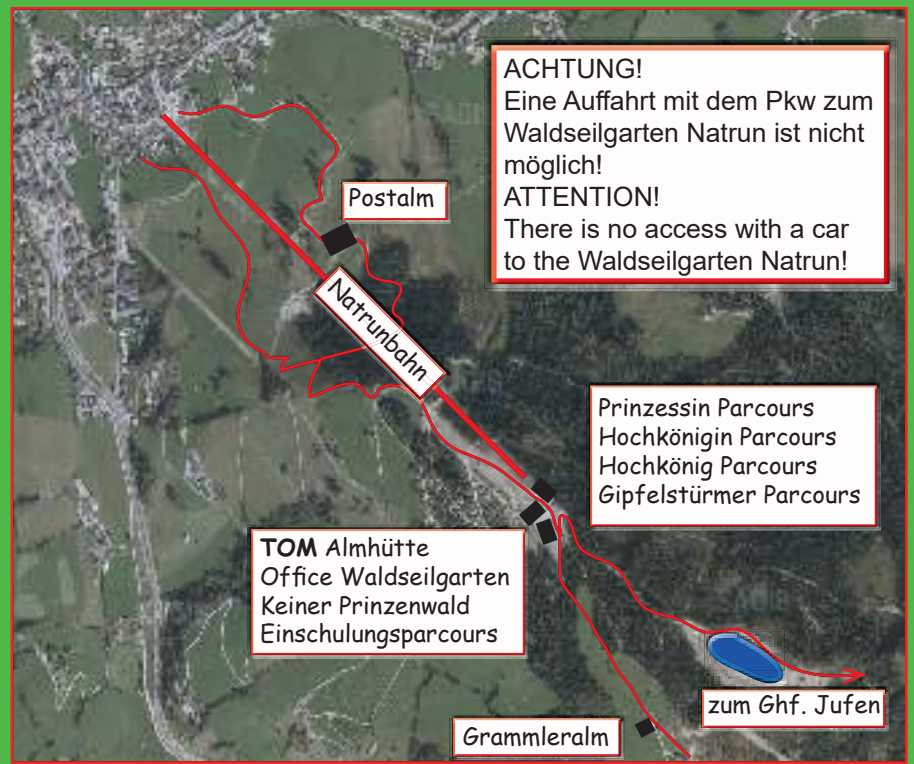 ACHTUNG!
Eine Auffahrt mit dem Pkw zum
Waldseilgarten Natrun ist nicht
möglich!
ATTENTION!
There is no access with a car
to the Waldseilgarten Natrun!
Postalm
Natrunbahn
Prinzessin Parcours
Hochkönigin Parcours
Hochkönig Parcours
Gipfelstürmer Parcours
TOM Almhütte
Office Waldseilgarten
Keiner Prinzenwald
Einschulungsparcours
zum Ghf. Jufen
Grammleralm